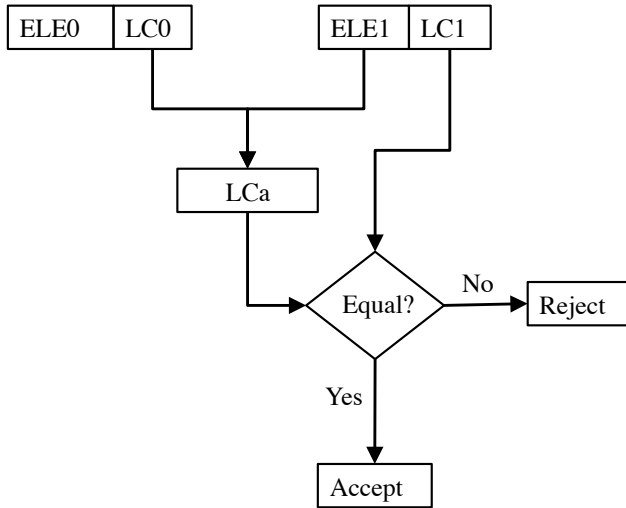 ELE0 LC0 ELE1 LC1
LCa
Equal?
No
Reject
Yes
Accept